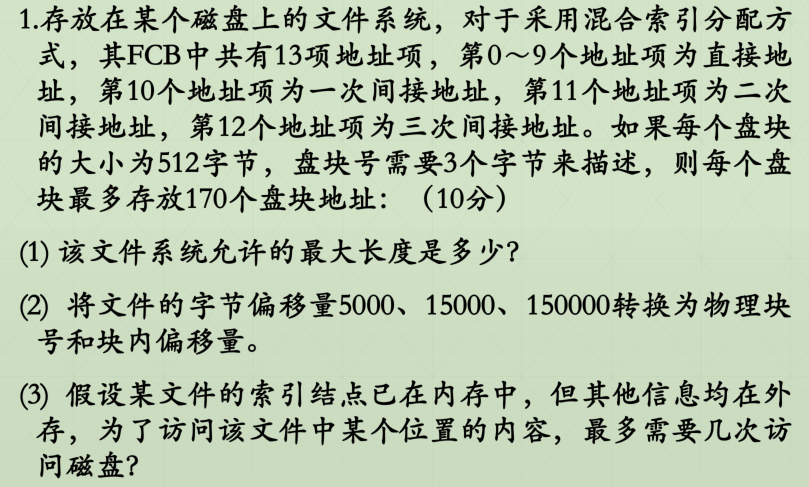 1.存放在某个磁盘上的文件系统，对于采用混合索引分配方
式，其FCB中共有13项地址项，第0～9个地址项为直接地
址，第10个地址项为一次间接地址，第11个地址项为二次
间接地址，第12个地址项为三次间接地址。如果每个盘块
的大小为512字节，盘块号需要3个字节来描述，则每个盘
块最多存放170个盘块地址：（10分）
(1) 该文件系统允许的最大长度是多少？
(2) 将文件的字节偏移量5000、15000、150000转换为物理块
号和块内偏移量。
(3) 假设某文件的索引结点已在内存中，但其他信息均在外
存，为了访问该文件中某个位置的内容，最多需要几次访
问磁盘？